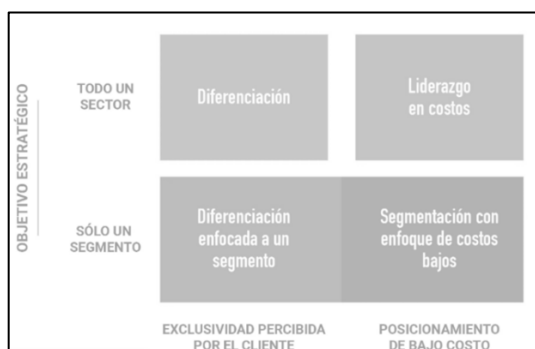 OBJETIVO ESTRATÉGICO
TODO UN
SECTOR
Diferenciación
Liderazgo
en costos
SÓLO UN
SEGMENTO
Diferenciación
enfocada a un
segmento
Segmentación con
enfoque de costos
bajos
EXCLUSIVIDAD PERCIBIDA
POR EL CLIENTE
POSICIONAMIENTO
DE BAJO COSTO